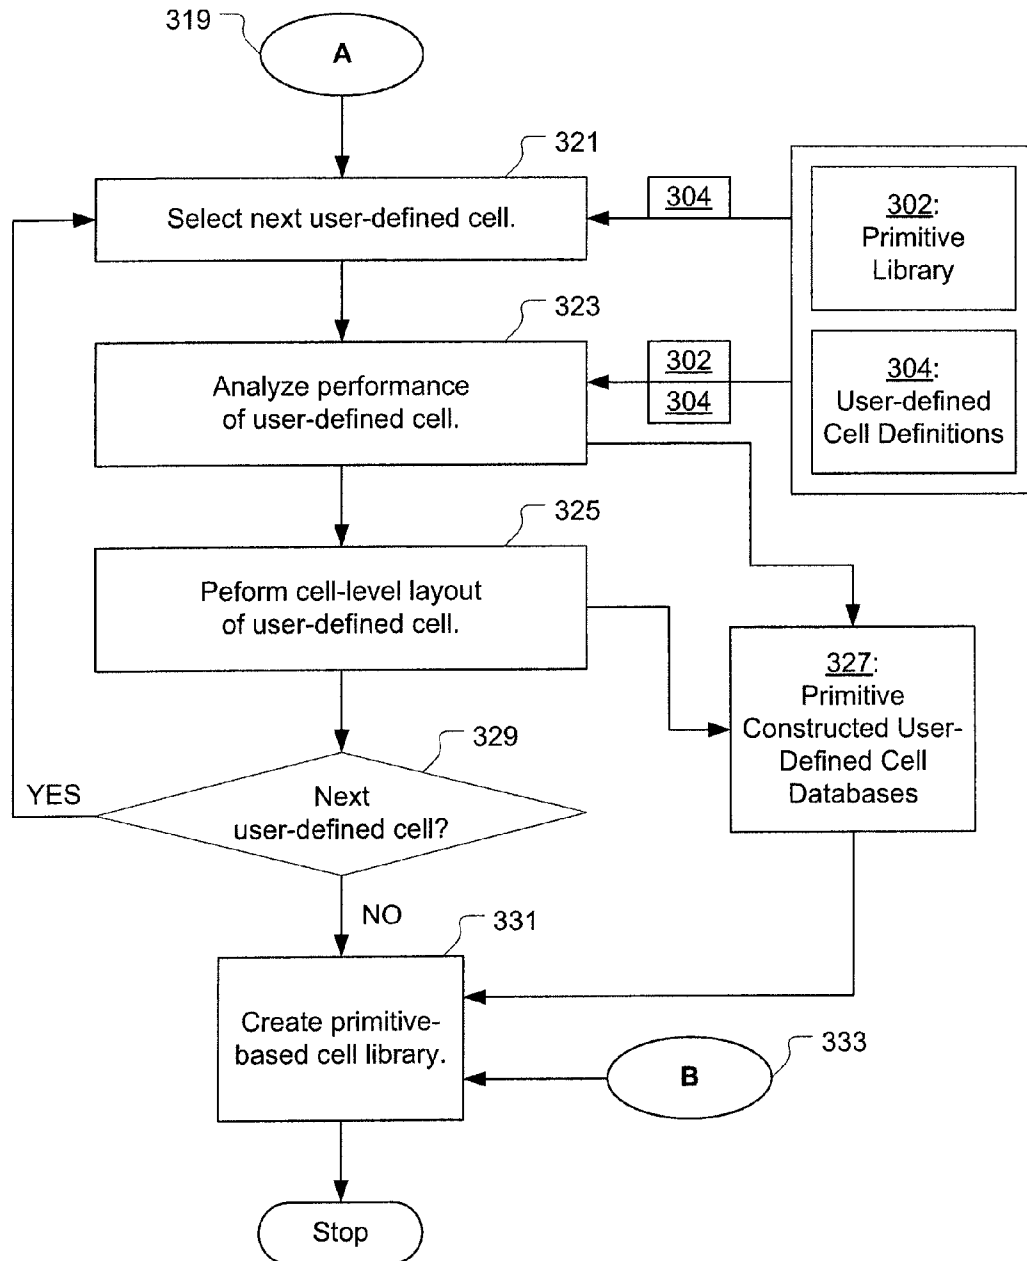 319
A
321
Select next user-defined cell.
304
302:
Primitive
Library
323
Analyze performance
of user-defined cell.
302
304
304:
User-defined
Cell Definitions
325
Peform cell-level layout
of user-defined cell.
327:
Primitive
Constructed User-
Defined Cell
Databases
329
YES
Next
user-defined cell?
NO
331
Create primitive-
based cell library.
B
333
Stop